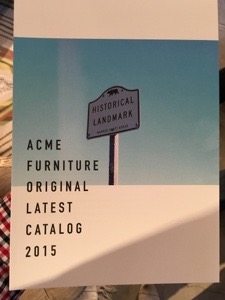 HISTORICAL
LANDMARK
ACME
FURNITURE
ORIGINAL
LATEST
CATALOG
2015